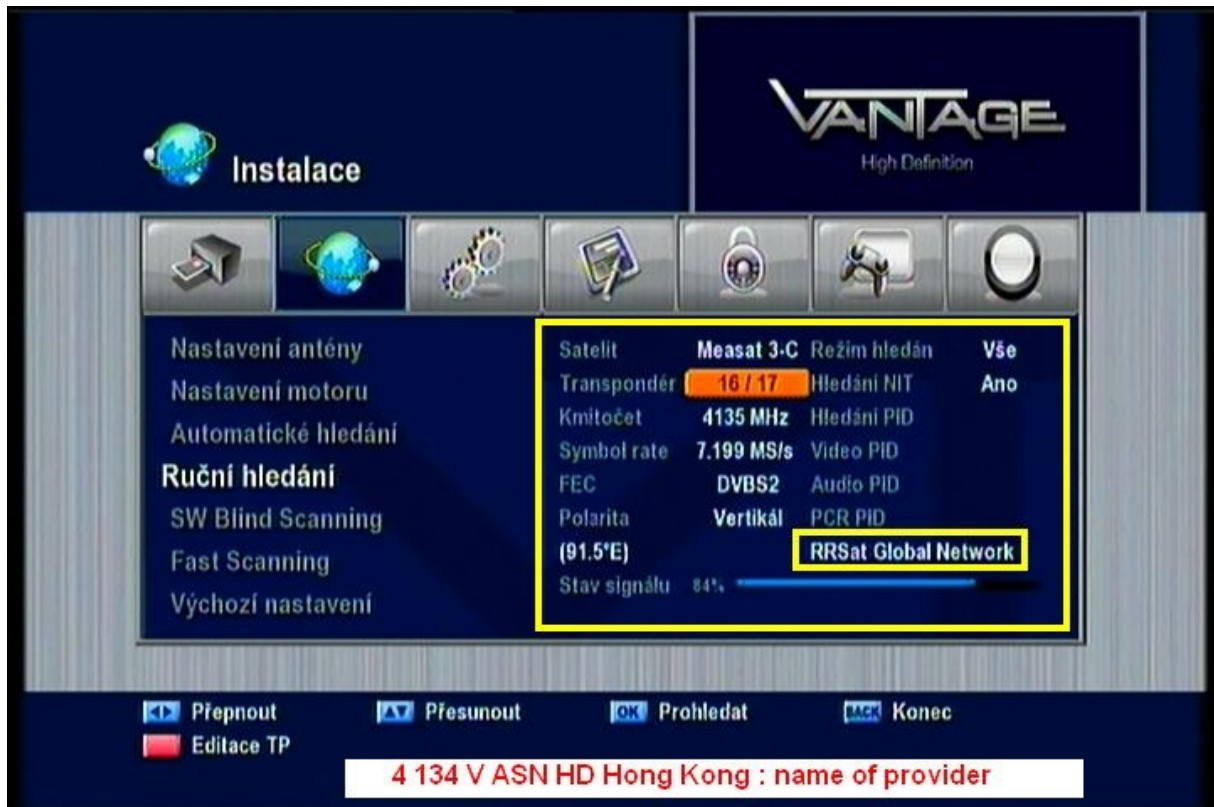 VANTAGE
High Definition
Instalace
Nastavení antény
Nastavení motoru
Automatické hledání
Ruční hledání
SW Blind Scanning
Fast Scanning
Výchozí nastavení
Satelit Measat 3-C Režim hledán Vše
Transpondér 16 / 17 Hledání NIT Ano
Kmitočet 4135 MHz Hledání PID
Symbol rate 7.199 MS/s Video PID
FEC DVBS2 Audio PID
Polarita Vertikál PCR PID
(91.5°E) RRSat Global Network
Stav signálu 84%
Přepnout Přesunout OK Prohledat BACK Konec
Editace TP
4 134 V ASN HD Hong Kong : name of provider